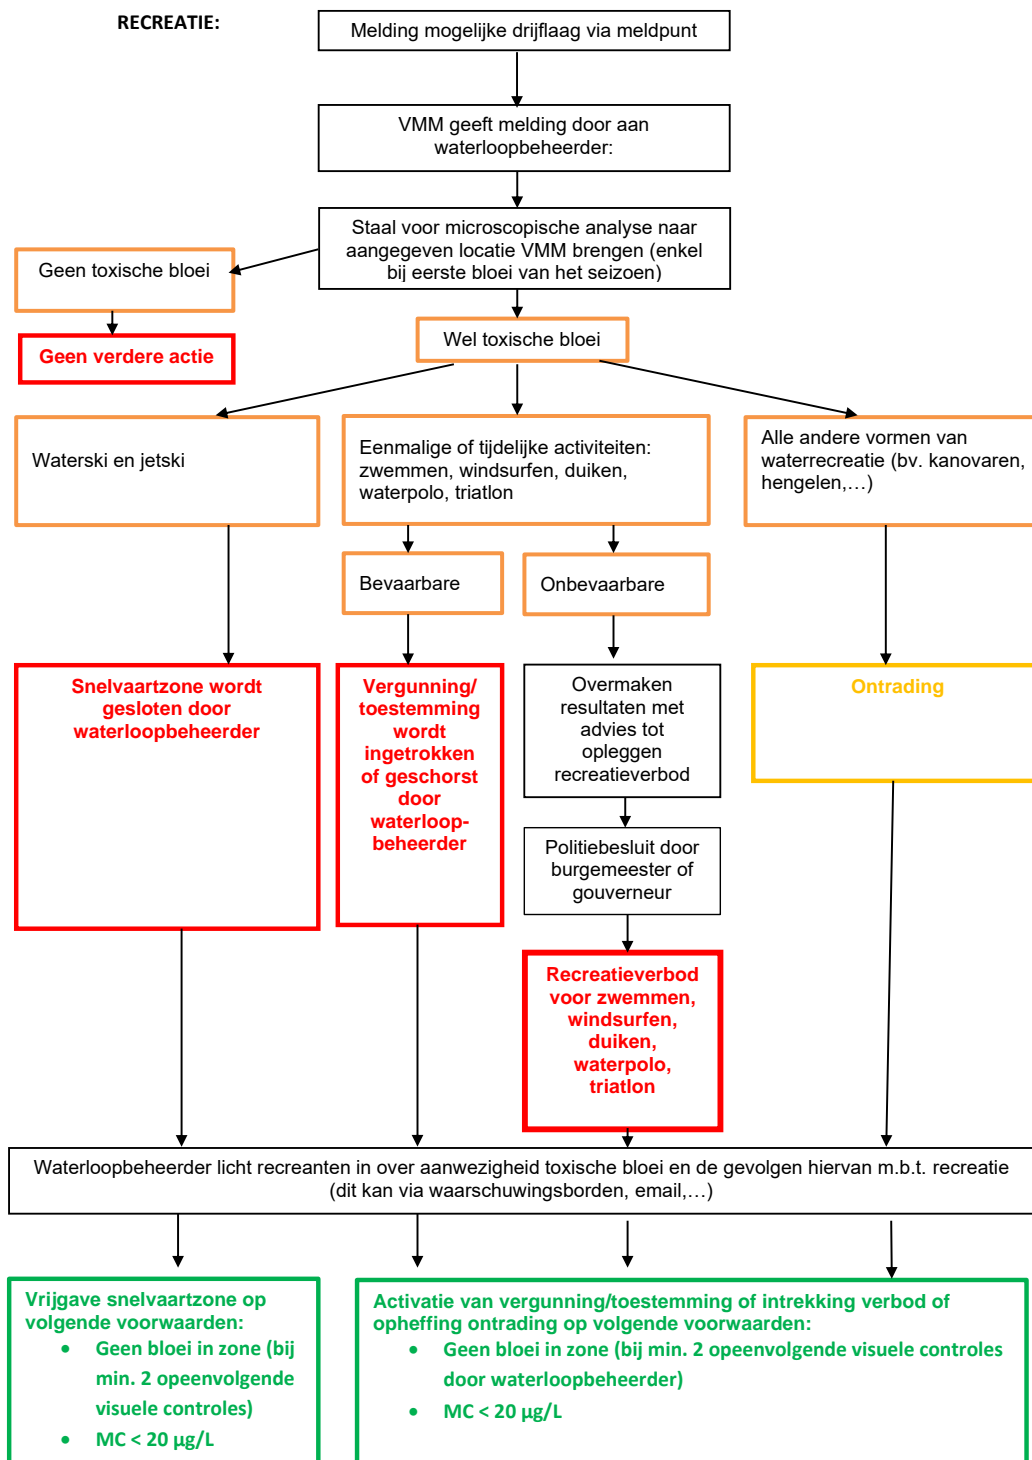 RECREATIE:
Melding mogelijke drijflaag via meldpunt
VMM geeft melding door aan
waterloopbeheerder:
Staal voor microscopische analyse naar
aangegeven locatie VMM brengen (enkel
bij eerste bloei van het seizoen)
Geen toxische bloei
Geen verdere actie
Wel toxische bloei
Waterski en jetski
Eenmalige of tijdelijke activiteiten:
zwemmen, windsurfen, duiken,
waterpolo, triatlon
Alle andere vormen van
waterrecreatie (bv. kanovaren,
hengelen,…)
Bevaarbare
Onbevaarbare
Snelvaartzone wordt
gesloten door
waterloopbeheerder
Vergunning/
toestemming
wordt
ingetrokken
of geschorst
door
waterloop-
beheerder
Overmaken
resultaten met
advies tot
opleggen
recreatieverbod
Ontrading
Politiebesluit door
burgemeester of
gouverneur
Recreatieverbod
voor zwemmen,
windsurfen,
duiken,
waterpolo,
triatlon
Waterloopbeheerder licht recreanten in over aanwezigheid toxische bloei en de gevolgen hiervan m.b.t. recreatie
(dit kan via waarschuwingsborden, email,…)
Vrijgave snelvaartzone op
volgende voorwaarden:
• Geen bloei in zone (bij
min. 2 opeenvolgende
visuele controles)
• MC < 20 µg/L
Activatie van vergunning/toestemming of intrekking verbod of
opheffing ontrading op volgende voorwaarden:
• Geen bloei in zone (bij min. 2 opeenvolgende visuele controles
door waterloopbeheerder)
• MC < 20 µg/L